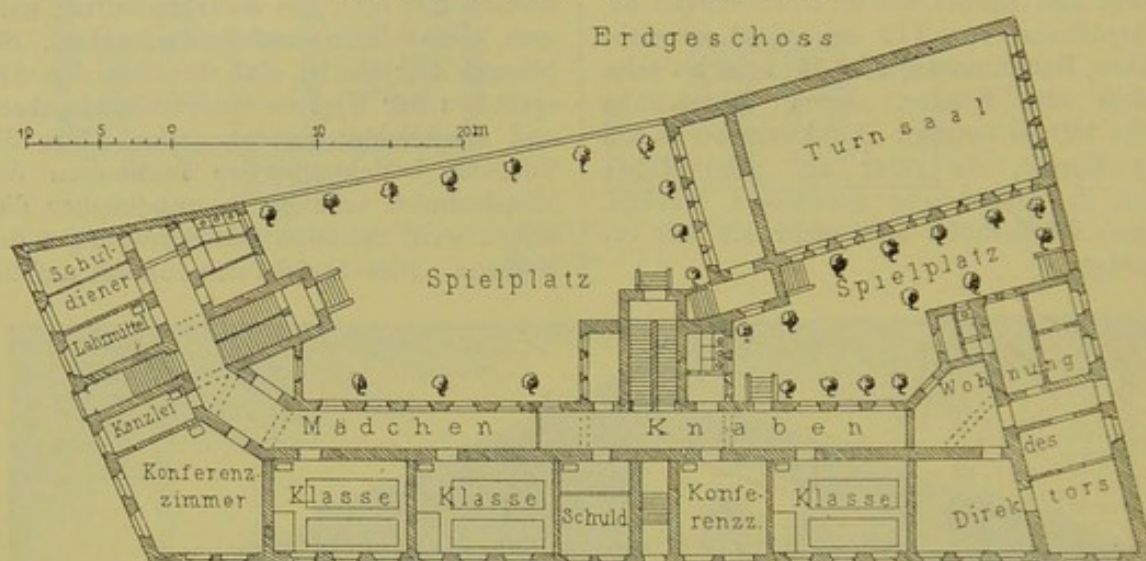 Erdgeschoss
10 5 0 10 20 m
Turnsaal
Schul-
diener
Lehrmittel
Kanzlei
Konferenz-
zimmer
Spielplatz
Spielplatz
Mädchen
Knaben
Wohnung
des
Direk
tors
Klasse
Klasse
Schuld
Konfe-
renzz.
Klasse